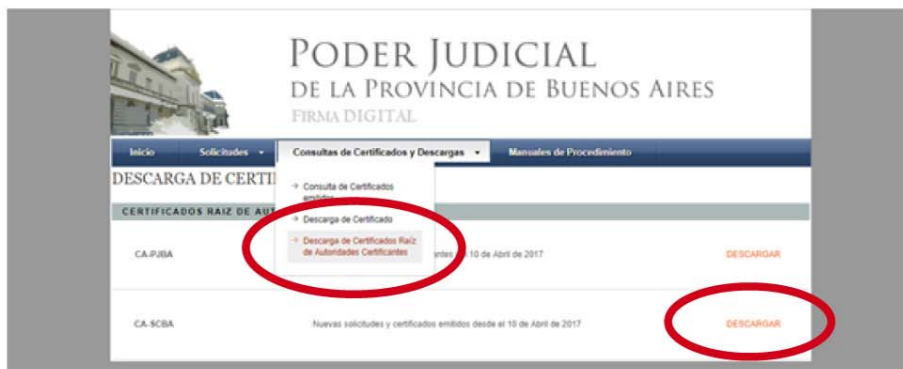 PODER JUDICIAL
DE LA PROVINCIA DE BUENOS AIRES
FIRMA DIGITAL
Inicio Solicitudes Consultas de Certificados y Descargas Manuales de Procedimiento
DESCARGA DE CERTI
→ Consulta de Certificados
emitidos
CERTIFICADOS RAIZ DE AUT
→ Descarga de Certificado
→ Descarga de Certificados Raíz
de Autoridades Certificantes
CA-PJBA 10 de Abril de 2017 DESCARGAR
CA-SCBA Nuevas solicitudes y certificados emitidos desde el 10 de Abril de 2017 DESCARGAR